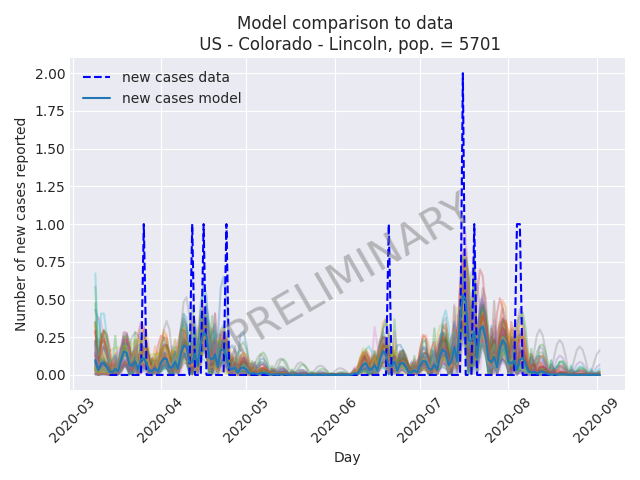 Model comparison to data
US - Colorado - Lincoln, pop. = 5701
new cases data
new cases model
Number of new cases reported
2.00
1.75
1.50
1.25
1.00
0.75
0.50
0.25
0.00
PRELIMINARY
2020-03
2020-04
2020-05
2020-06
2020-07
2020-08
2020-09
Day